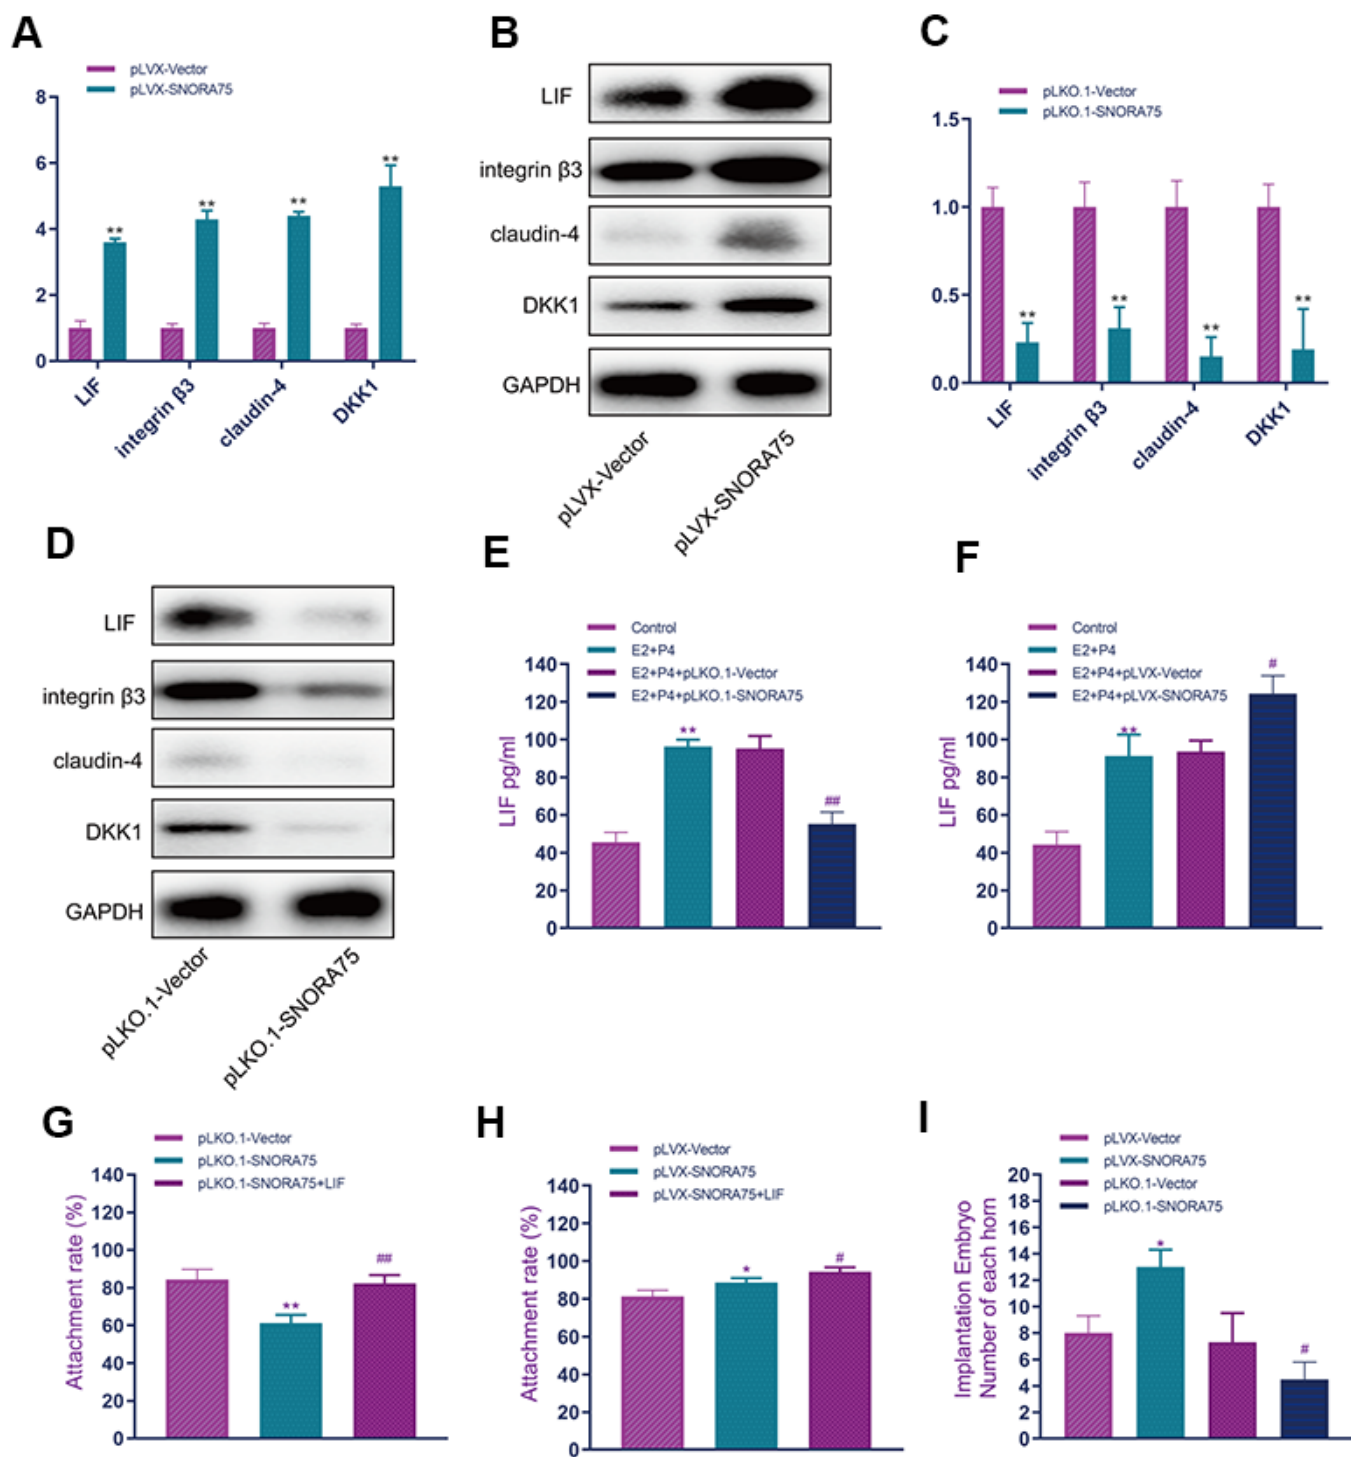 A
pLVX-Vector
pLVX-SNORA75
8
6
4
2
0
**
**
**
**
LIF
integrin β3
claudin-4
DKK1
B
LIF
integrin β3
claudin-4
DKK1
GAPDH
pLVX-Vector
pLVX-SNORA75
C
pLKO.1-Vector
pLKO.1-SNORA75
1.5
1.0
0.5
0.0
**
**
**
**
LIF
integrin β3
claudin-4
DKK1
D
LIF
integrin β3
claudin-4
DKK1
GAPDH
pLKO.1-Vector
pLKO.1-SNORA75
E
Control
E2+P4
E2+P4+pLKO.1-Vector
E2+P4+pLKO.1-SNORA75
LIF pg/ml
140
120
100
80
60
40
20
0
**
##
F
Control
E2+P4
E2+P4+pLVX-Vector
E2+P4+pLVX-SNORA75
LIF pg/ml
140
120
100
80
60
40
20
0
**
#
G
pLKO.1-Vector
pLKO.1-SNORA75
pLKO.1-SNORA75+LIF
Attachment rate (%)
140
120
100
80
60
40
20
0
**
##
H
pLVX-Vector
pLVX-SNORA75
pLVX-SNORA75+LIF
Attachment rate (%)
140
120
100
80
60
40
20
0
*
#
I
pLVX-Vector
pLVX-SNORA75
pLKO.1-Vector
pLKO.1-SNORA75
Implantation Embryo
Number of each horn
20
18
16
14
12
10
8
6
4
2
0
*
#